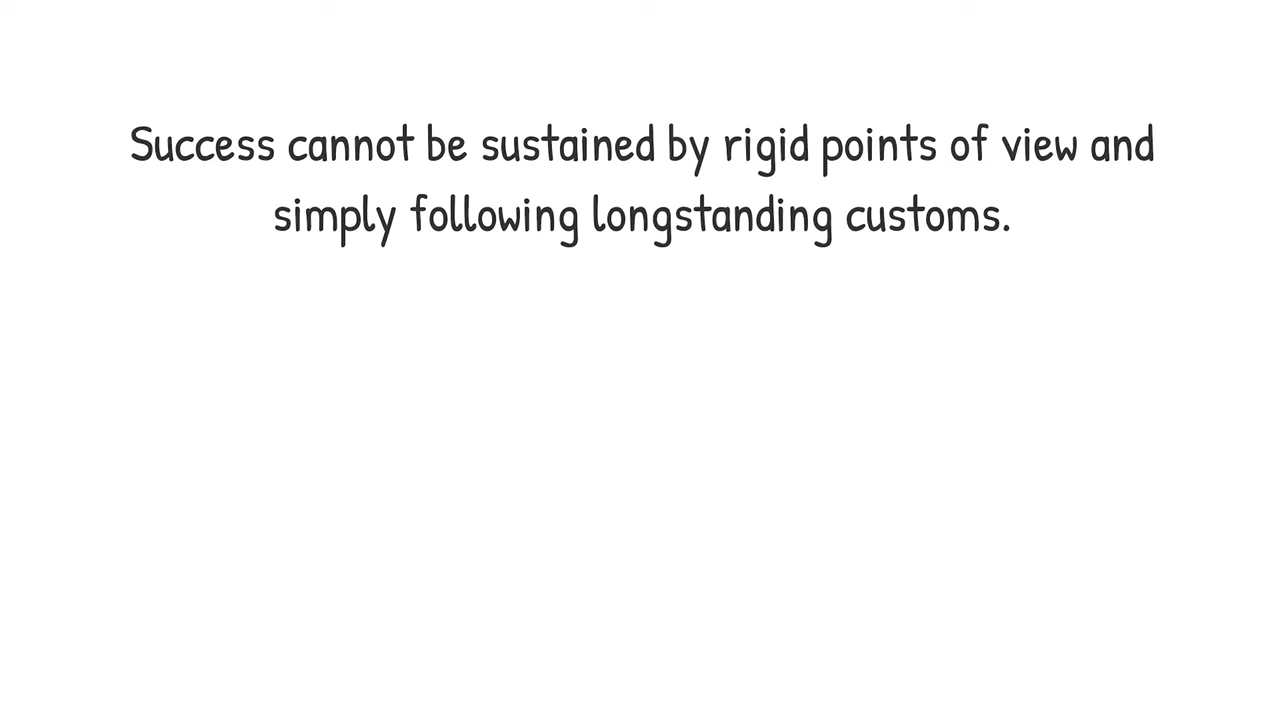 Success cannot be sustained by rigid points of view and
simply following longstanding customs.